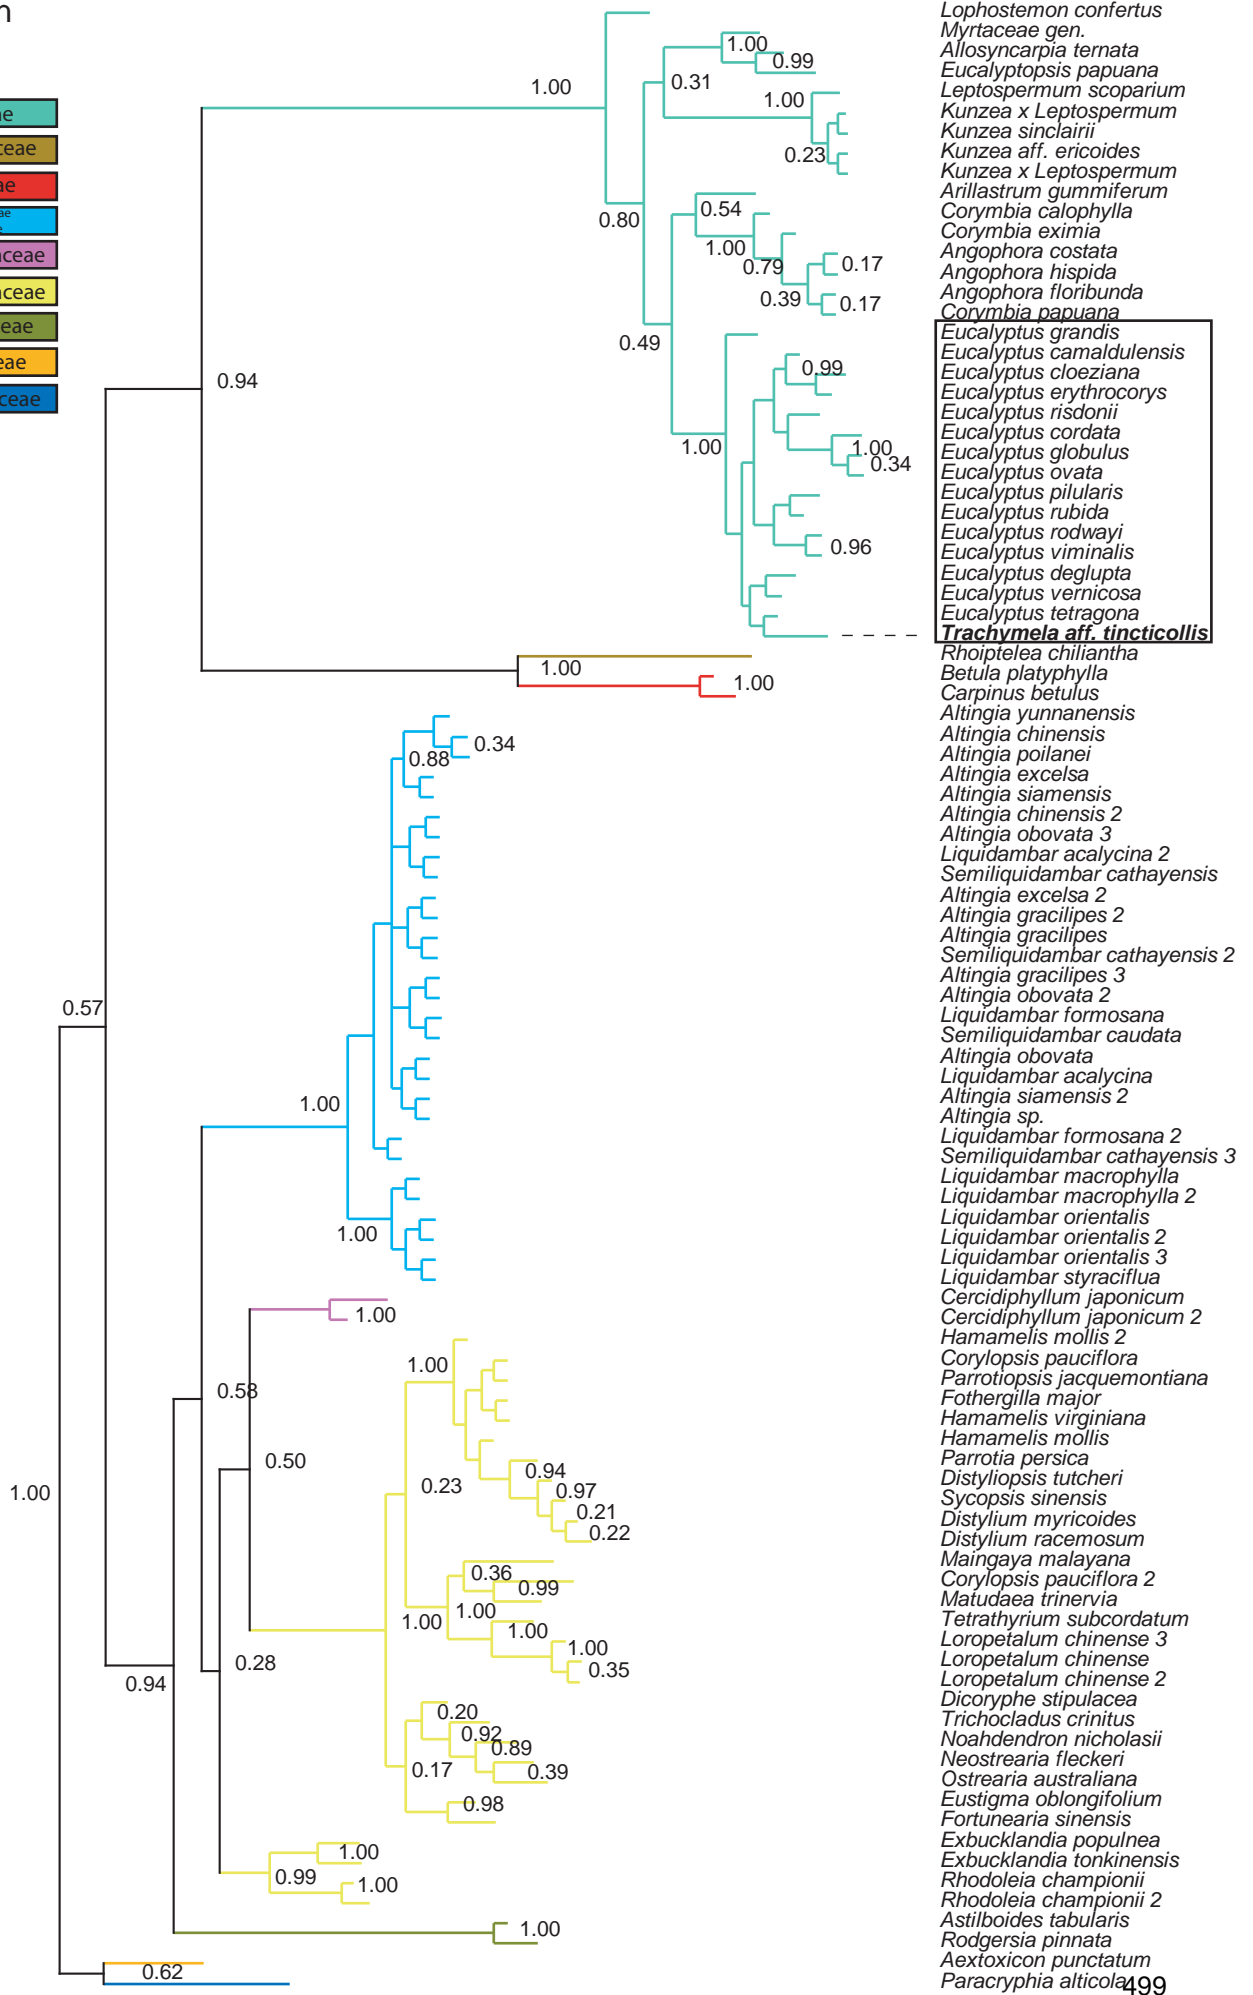 n
ae
ceae
ae
ae
e
ceae
ceae
eae
eae
ceae
1.00
0.94
0.57
1.00
0.80
0.31
1.00
0.99
1.00
0.23
0.49
0.54
1.00
0.79
0.39
0.17
0.17
1.00
0.99
1.00
0.34
0.96
1.00
1.00
0.88
0.34
1.00
1.00
0.58
1.00
0.50
1.00
0.23
0.94
0.97
0.21
0.22
0.36
0.99
1.00
1.00
1.00
1.00
0.35
0.28
0.94
0.20
0.92
0.89
0.39
0.17
0.98
1.00
0.99
1.00
1.00
0.62
Lophostemon confertus
Myrtaceae gen.
Allosyncarpia ternata
Eucalyptopsis papuana
Leptospermum scoparium
Kunzea x Leptospermum
Kunzea sinclairii
Kunzea aff. ericoides
Kunzea x Leptospermum
Arillastrum gummiferum
Corymbia calophylla
Corymbia eximia
Angophora costata
Angophora hispida
Angophora floribunda
Corymbia papuana
Eucalyptus grandis
Eucalyptus camaldulensis
Eucalyptus cloeziana
Eucalyptus erythrocorys
Eucalyptus risdonii
Eucalyptus cordata
Eucalyptus globulus
Eucalyptus ovata
Eucalyptus pilularis
Eucalyptus rubida
Eucalyptus rodwayi
Eucalyptus viminalis
Eucalyptus deglupta
Eucalyptus vernicosa
Eucalyptus tetragona
Trachymela aff. tincticollis
Rhoiptelea chiliantha
Betula platyphylla
Carpinus betulus
Altingia yunnanensis
Altingia chinensis
Altingia poilanei
Altingia excelsa
Altingia siamensis
Altingia chinensis 2
Altingia obovata 3
Liquidambar acalycina 2
Semiliquidambar cathayensis
Altingia excelsa 2
Altingia gracilipes 2
Altingia gracilipes
Semiliquidambar cathayensis 2
Altingia gracilipes 3
Altingia obovata 2
Liquidambar formosana
Semiliquidambar caudata
Altingia obovata
Liquidambar acalycina
Altingia siamensis 2
Altingia sp.
Liquidambar formosana 2
Semiliquidambar cathayensis 3
Liquidambar macrophylla
Liquidambar macrophylla 2
Liquidambar orientalis
Liquidambar orientalis 2
Liquidambar orientalis 3
Liquidambar styraciflua
Cercidiphyllum japonicum
Cercidiphyllum japonicum 2
Hamamelis mollis 2
Corylopsis pauciflora
Parrotiopsis jacquemontiana
Fothergilla major
Hamamelis virginiana
Hamamelis mollis
Parrotia persica
Distyliopsis tutcheri
Sycopsis sinensis
Distylium myricoides
Distylium racemosum
Maingaya malayana
Corylopsis pauciflora 2
Matudaea trinervia
Tetrathyrium subcordatum
Loropetalum chinense 3
Loropetalum chinense
Loropetalum chinense 2
Dicoryphe stipulacea
Trichocladus crinitus
Noahdendron nicholasii
Neostrearia fleckeri
Ostrearia australiana
Eustigma oblongifolium
Fortunearia sinensis
Exbucklandia populnea
Exbucklandia tonkinensis
Rhodoleia championii
Rhodoleia championii 2
Astilboides tabularis
Rodgersia pinnata
Aextoxicon punctatum
Paracryphia alticola
499